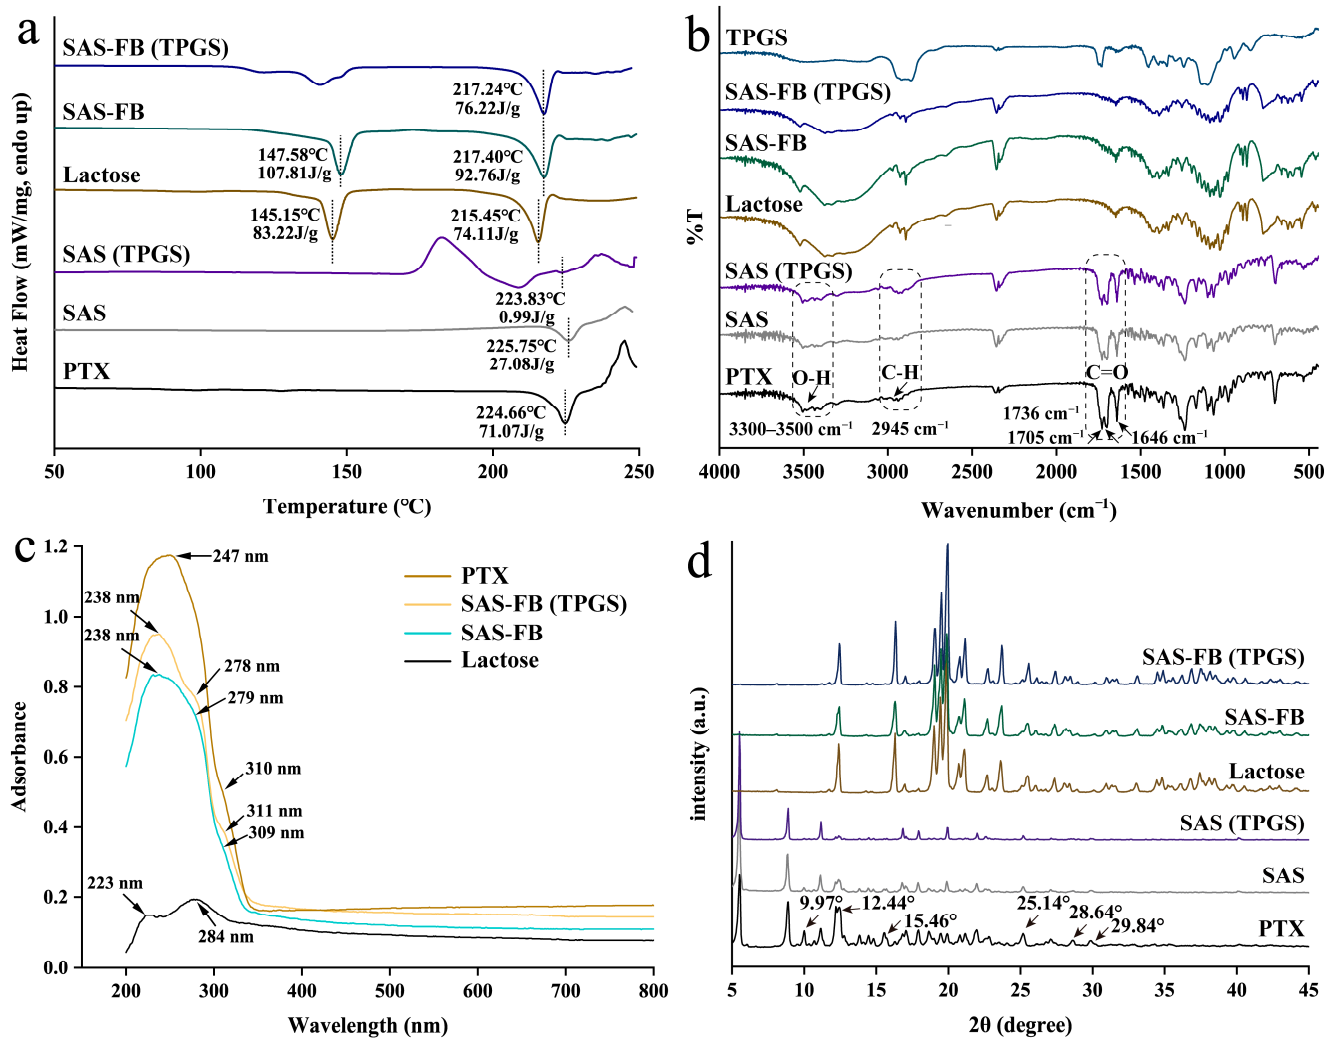 a
SAS-FB (TPGS)
217.24℃
76.22J/g
SAS-FB
147.58℃
107.81J/g
217.40℃
92.76J/g
Lactose
145.15℃
83.22J/g
215.45℃
74.11J/g
SAS (TPGS)
223.83℃
0.99J/g
SAS
225.75℃
27.08J/g
PTX
224.66℃
71.07J/g
Heat Flow (mW/mg, endo up)
50 100 150 200 250
Temperature (℃)
b
TPGS
SAS-FB (TPGS)
SAS-FB
Lactose
SAS (TPGS)
SAS
PTX
O-H
C-H
C=O
3300–3500 cm⁻¹
2945 cm⁻¹
1736 cm⁻¹
1705 cm⁻¹
1646 cm⁻¹
%T
4000 3500 3000 2500 2000 1500 1000 500
Wavenumber (cm⁻¹)
c
247 nm
238 nm
238 nm
278 nm
279 nm
310 nm
311 nm
309 nm
223 nm
284 nm
PTX
SAS-FB (TPGS)
SAS-FB
Lactose
Adsorbance
1.2
1.0
0.8
0.6
0.4
0.2
0.0
200 300 400 500 600 700 800
Wavelength (nm)
d
SAS-FB (TPGS)
SAS-FB
Lactose
SAS (TPGS)
SAS
PTX
9.97°
12.44°
15.46°
25.14°
28.64°
29.84°
intensity (a.u.)
5 10 15 20 25 30 35 40 45
2θ (degree)